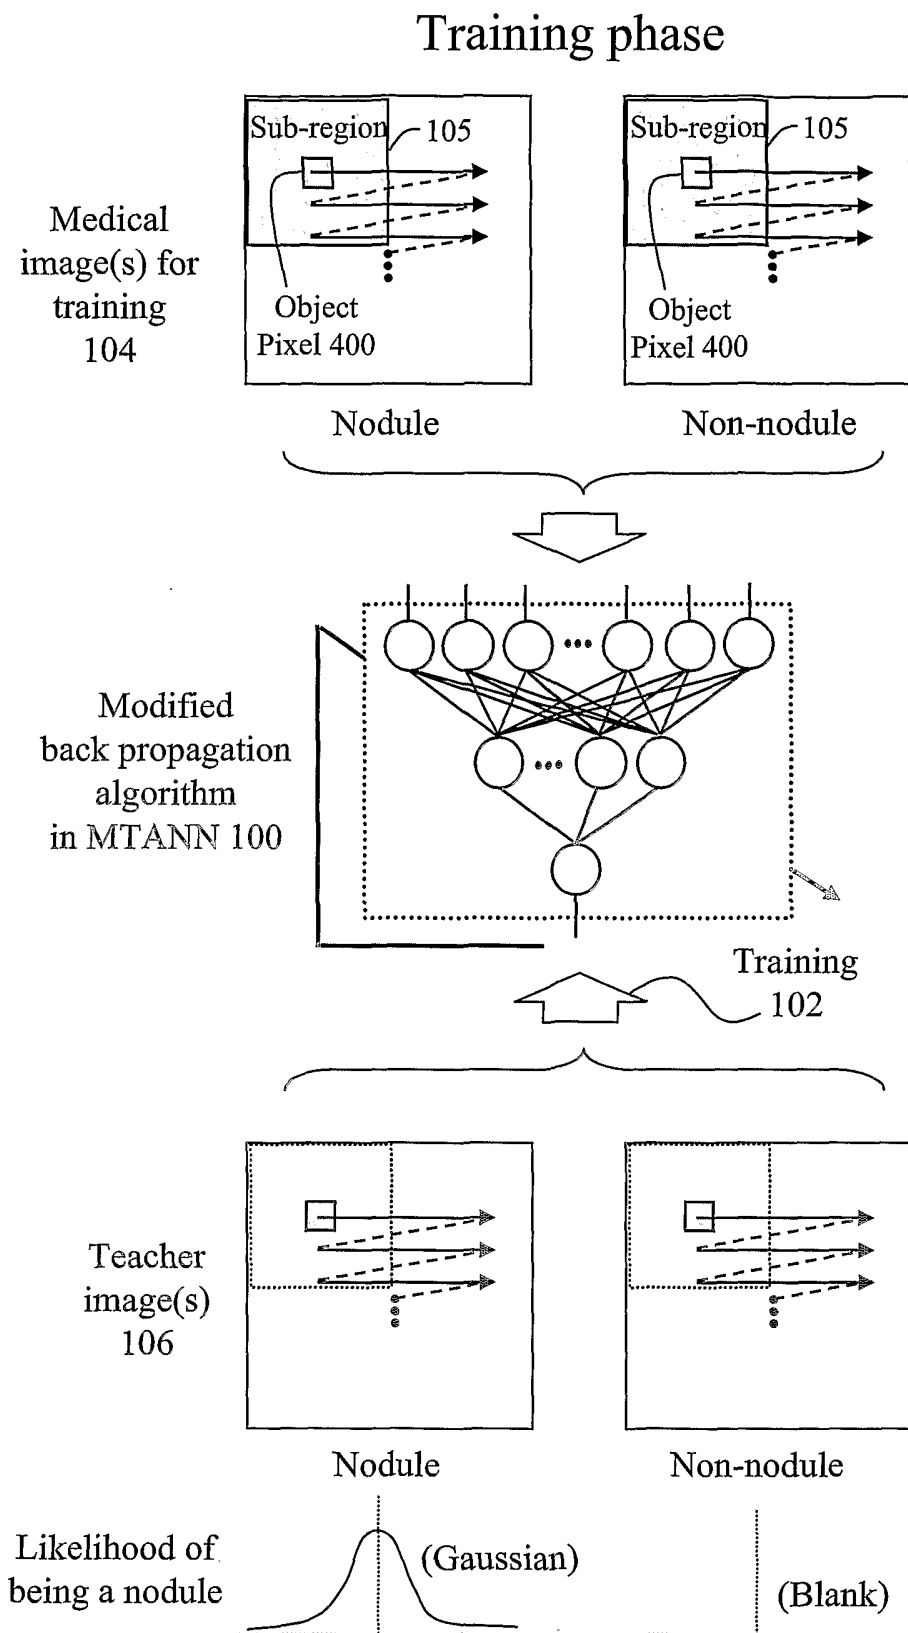 Training phase
Sub-region
105
Sub-region
105
Medical
image(s) for
training
104
Object
Pixel 400
Object
Pixel 400
Nodule
Non-nodule
Modified
back propagation
algorithm
in MTANN 100
Training
102
Teacher
image(s)
106
Nodule
Non-nodule
Likelihood of
being a nodule
(Gaussian)
(Blank)